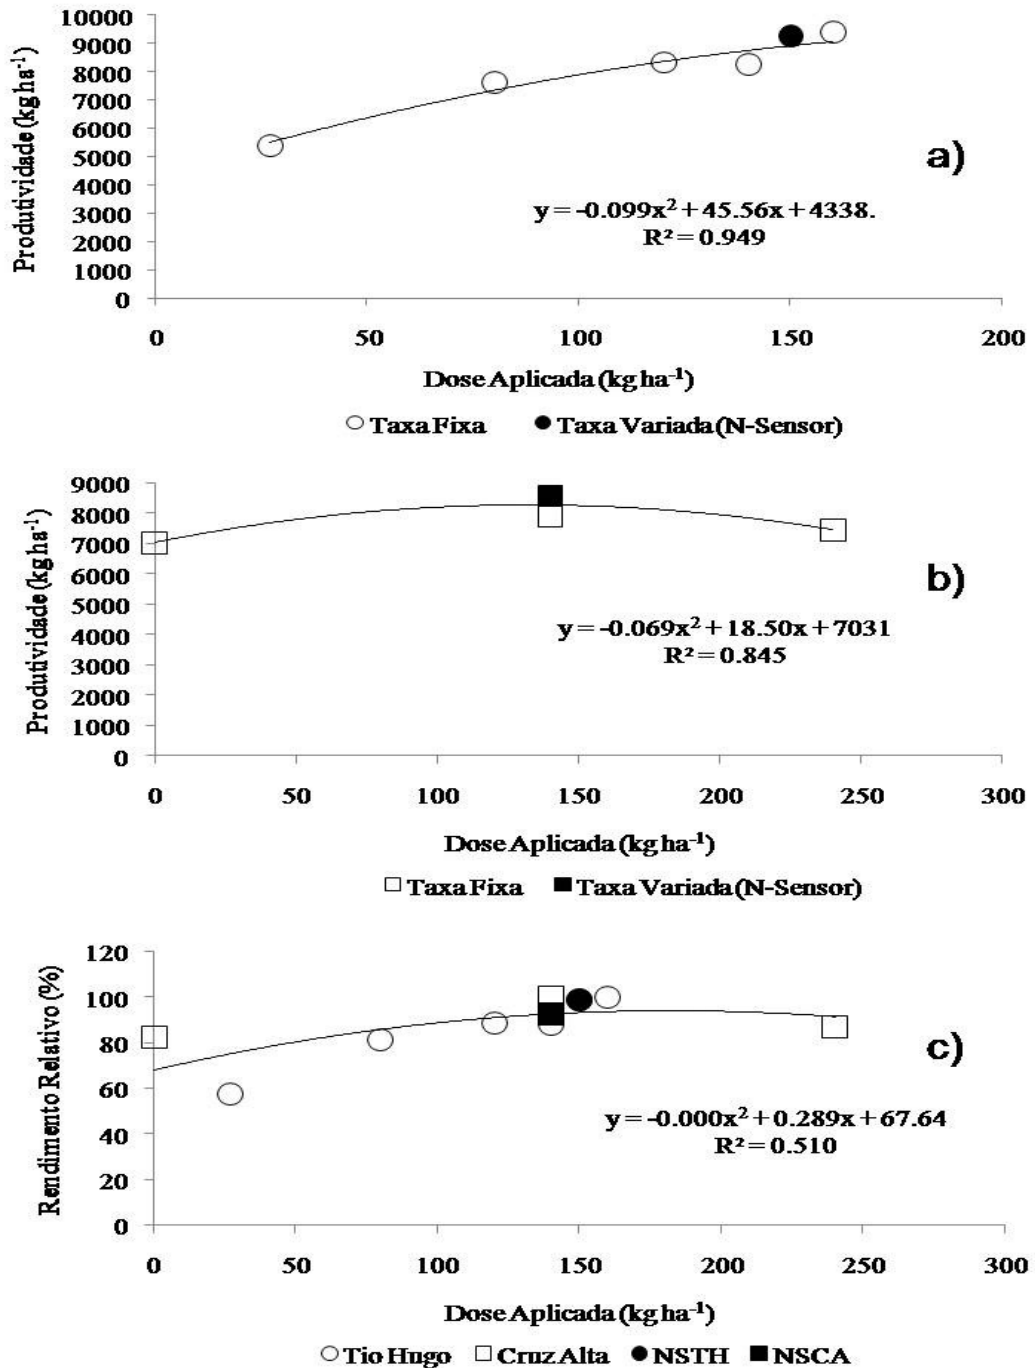 Produtividade (kg ha⁻¹)
10000
9000
8000
7000
6000
5000
4000
3000
2000
1000
0
a)
y = -0.099x² + 45.56x + 4338.
R² = 0.949
0 50 100 150 200
Dose Aplicada (kg ha⁻¹)
Taxa Fixa Taxa Variada (N-Sensor)
Produtividade (kg ha⁻¹)
9000
8000
7000
6000
5000
4000
3000
2000
1000
0
b)
y = -0.069x² + 18.50x + 7031
R² = 0.845
0 50 100 150 200 250 300
Dose Aplicada (kg ha⁻¹)
Taxa Fixa Taxa Variada (N-Sensor)
Rendimento Relativo (%)
120
100
80
60
40
20
0
c)
y = -0.000x² + 0.289x + 67.64
R² = 0.510
0 50 100 150 200 250 300
Dose Aplicada (kg ha⁻¹)
Tio Hugo Cruz Alta NSTH NSCA